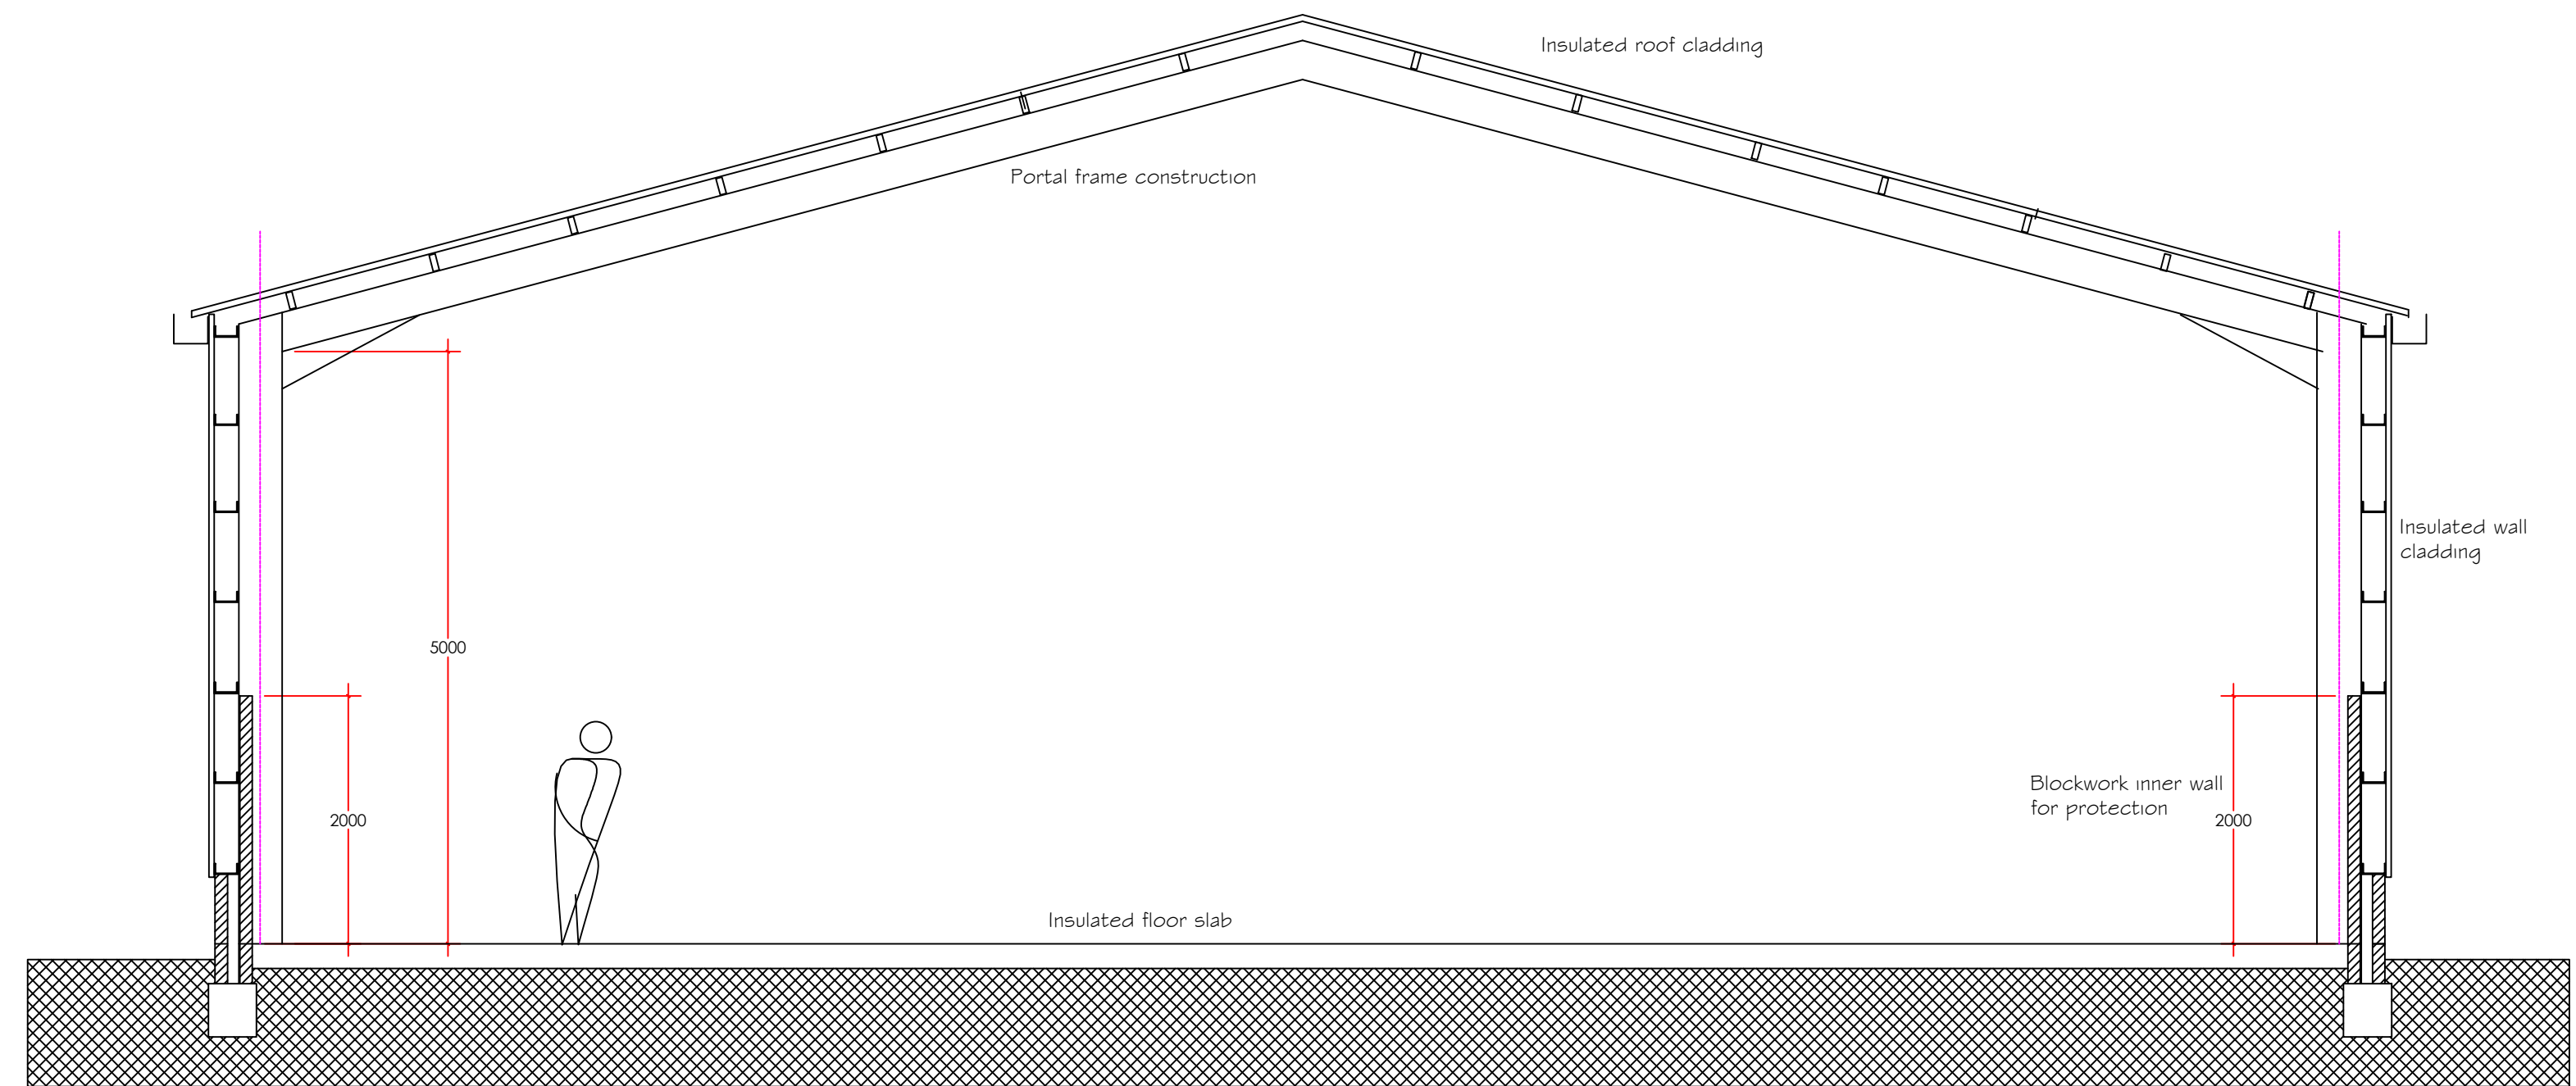 Insulated roof cladding
Portal frame construction
Insulated wall
cladding
5000
Blockwork inner wall
for protection
2000
2000
Insulated floor slab